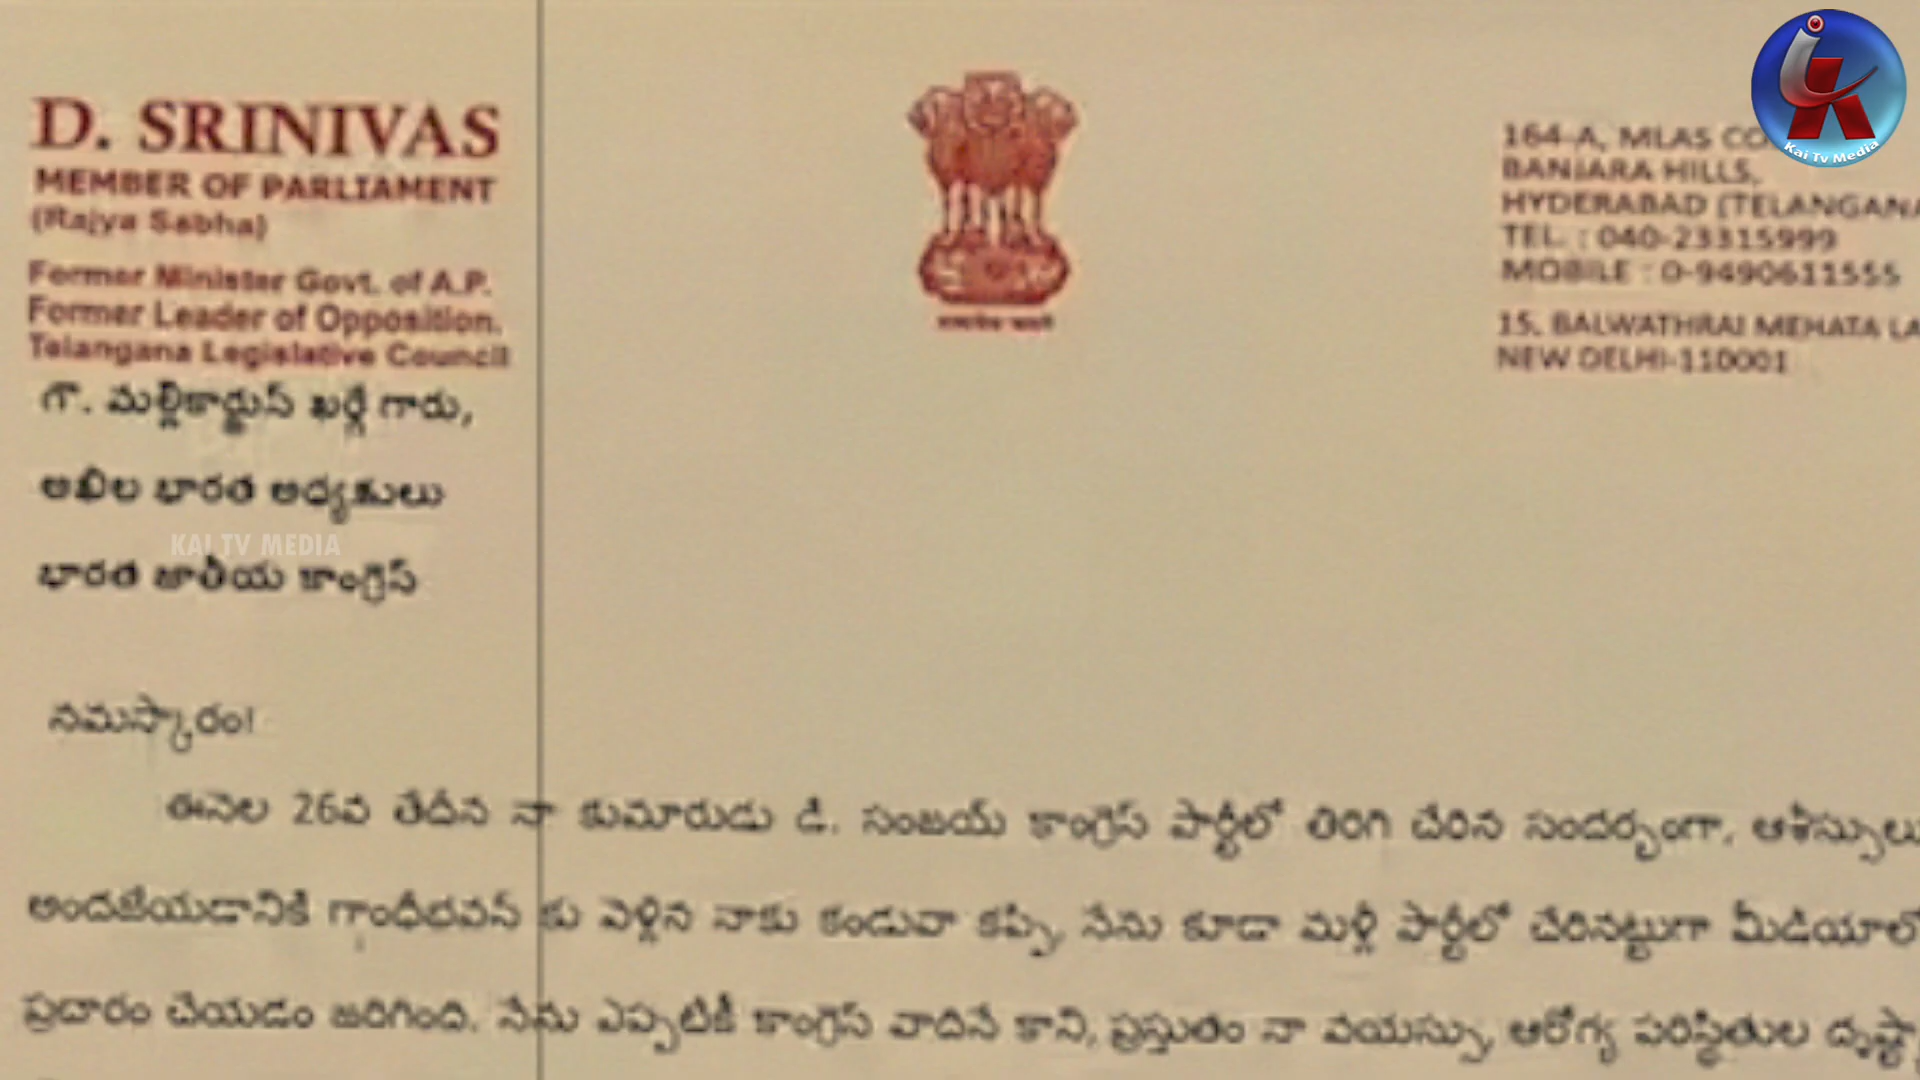 D. SRINIVAS
MEMBER OF PARLIAMENT
(Rajya Sabha)
Former Minister Govt. of A.P.
Former Leader of Opposition.
Telangana Legislative Council
164-A, MLAS
BANJARA HILLS,
HYDERABAD (TELANGANA
TEL. : 040-23315999
MOBILE : 0-9490611555
15, BALWATHRAI MEHATA
NEW DELHI-110001
Kai Tv Media
గౌ. మల్లికార్జున్ ఖర్గే గారు,
అఖిల భారత అధ్యక్షులు
KAI TV MEDIA
భారత జాతీయ కాంగ్రెస్
నమస్కారం!
ఈనెల 26వ తేదీన నా కుమారుడు డి. సంజయ్ కాంగ్రెస్ పార్టీలో తిరిగి చేరిన సందర్భంగా, ఆశీస్సులు
అందజేయడానికి గాంధీభవన్ కు వెళ్లిన నాకు కండువా కప్పి, నేను కూడా మళ్లీ పార్టీలో చేరినట్టుగా మీడియాలో
ప్రచారం చేయడం జరిగింది. నేను ఎప్పటికీ కాంగ్రెస్ వాదినే కాని, ప్రస్తుతం నా వయస్సు, ఆరోగ్య పరిస్థితుల